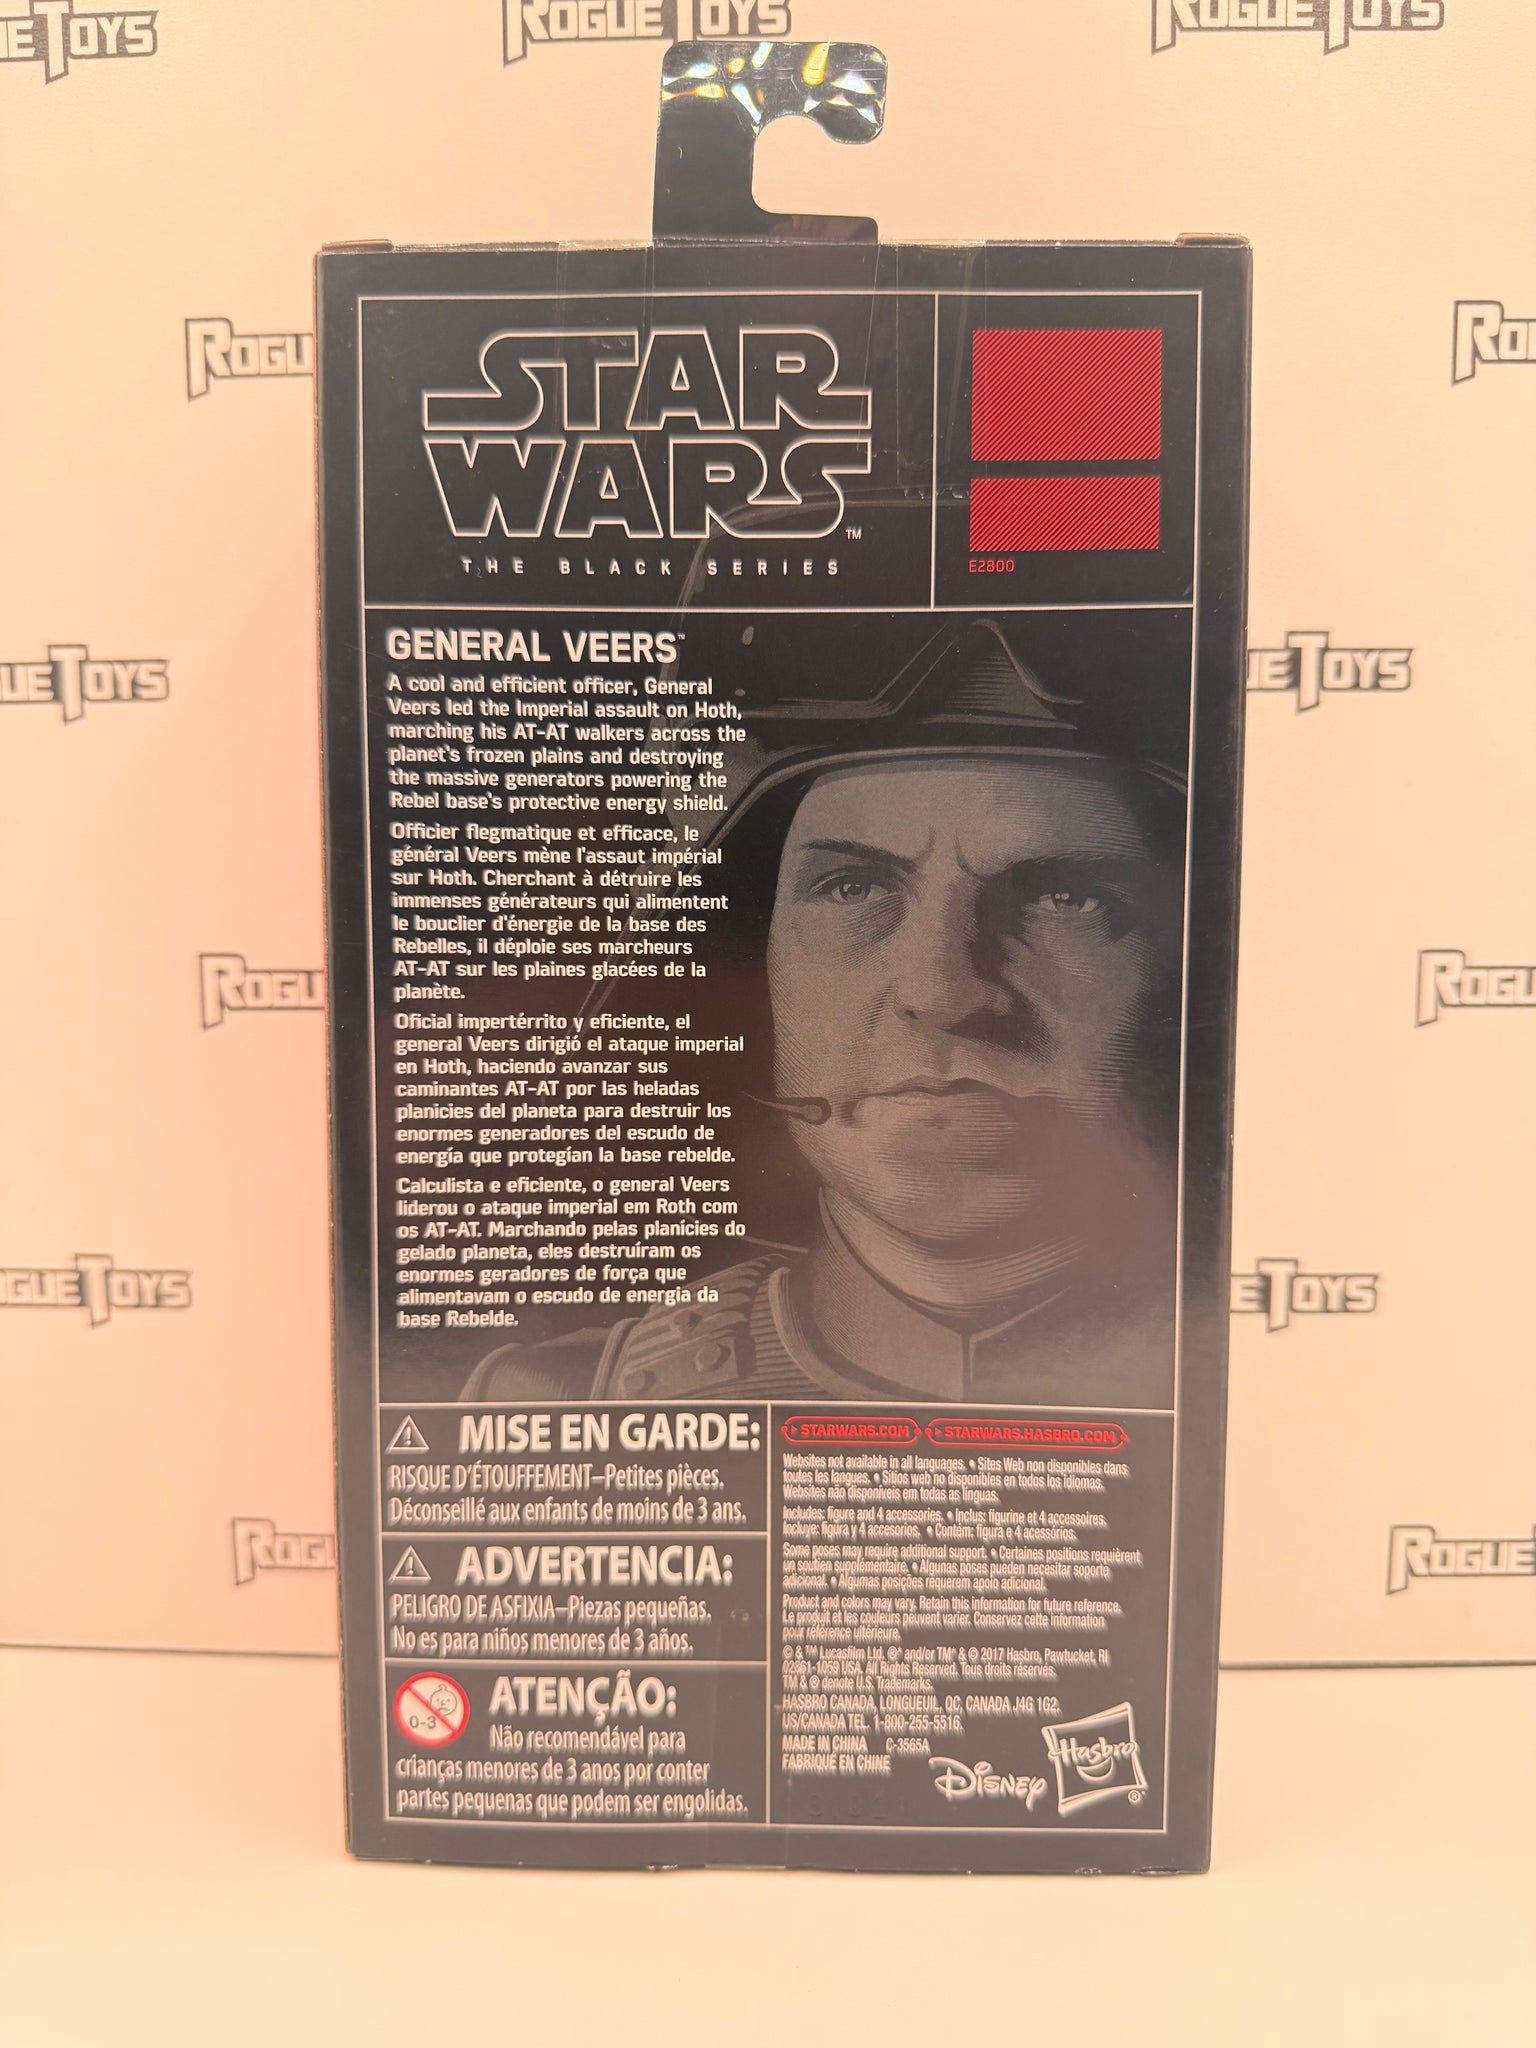 ROGUE TOYS
ROGUE TOYS
ROGUE TOYS
STAR
WARS
™
THE BLACK SERIES
E2800
GENERAL VEERS™
A cool and efficient officer, General
Veers led the Imperial assault on Hoth,
marching his AT-AT walkers across the
planet's frozen plains and destroying
the massive generators powering the
Rebel base's protective energy shield.
Officier flegmatique et efficace, le
général Veers mène l'assaut impérial
sur Hoth. Cherchant à détruire les
immenses générateurs qui alimentent
le bouclier d'énergie de la base des
Rebelles, il déploie ses marcheurs
AT-AT sur les plaines glacées de la
planète.
Oficial impertérrito y eficiente, el
general Veers dirigió el ataque imperial
en Hoth, haciendo avanzar sus
caminantes AT-AT por las heladas
planicies del planeta para destruir los
enormes generadores del escudo de
energía que protegían la base rebelde.
Calculista e eficiente, o general Veers
liderou o ataque imperial em Roth com
os AT-AT. Marchando pelas planícies do
gelado planeta, eles destruíram os
enormes geradores de força que
alimentavam o escudo de energia da
base Rebelde.
MISE EN GARDE:
RISQUE D'ÉTOUFFEMENT–Petites pièces.
Déconseillé aux enfants de moins de 3 ans.
ADVERTENCIA:
PELIGRO DE ASFIXIA–Piezas pequeñas.
No es para niños menores de 3 años.
0-3
ATENÇÃO:
Não recomendável para
crianças menores de 3 anos por conter
partes pequenas que podem ser engolidas.
STARWARS.COM STARWARS.HASBRO.COM
Websites not available in all languages. • Sites Web non disponibles dans
toutes les langues. • Sitios web no disponibles en todos los idiomas.
Websites não disponíveis em todas as línguas.
Includes: figure and 4 accessories. • Inclus: figurine et 4 accessoires.
Incluye: figura y 4 accesorios. • Contém: figura e 4 acessórios.
Some poses may require additional support. • Certaines positions requièrent
un soutien supplémentaire. • Algunas poses pueden necesitar soporte
adicional. • Algumas posições requerem apoio adicional.
Product and colors may vary. Retain this information for future reference.
Le produit et les couleurs peuvent varier. Conservez cette information
pour référence ultérieure.
© & ™ Lucasfilm Ltd. ®* and/or TM* & © 2017 Hasbro, Pawtucket, RI
02861-1059 USA. All Rights Reserved. Tous droits réservés.
TM & ® denote U.S. Trademarks.
HASBRO CANADA, LONGUEUIL, QC, CANADA J4G 1G2.
US/CANADA TEL. 1-800-255-5516.
MADE IN CHINA C-3565A
FABRIQUÉ EN CHINE
DISNEY
Hasbro
®